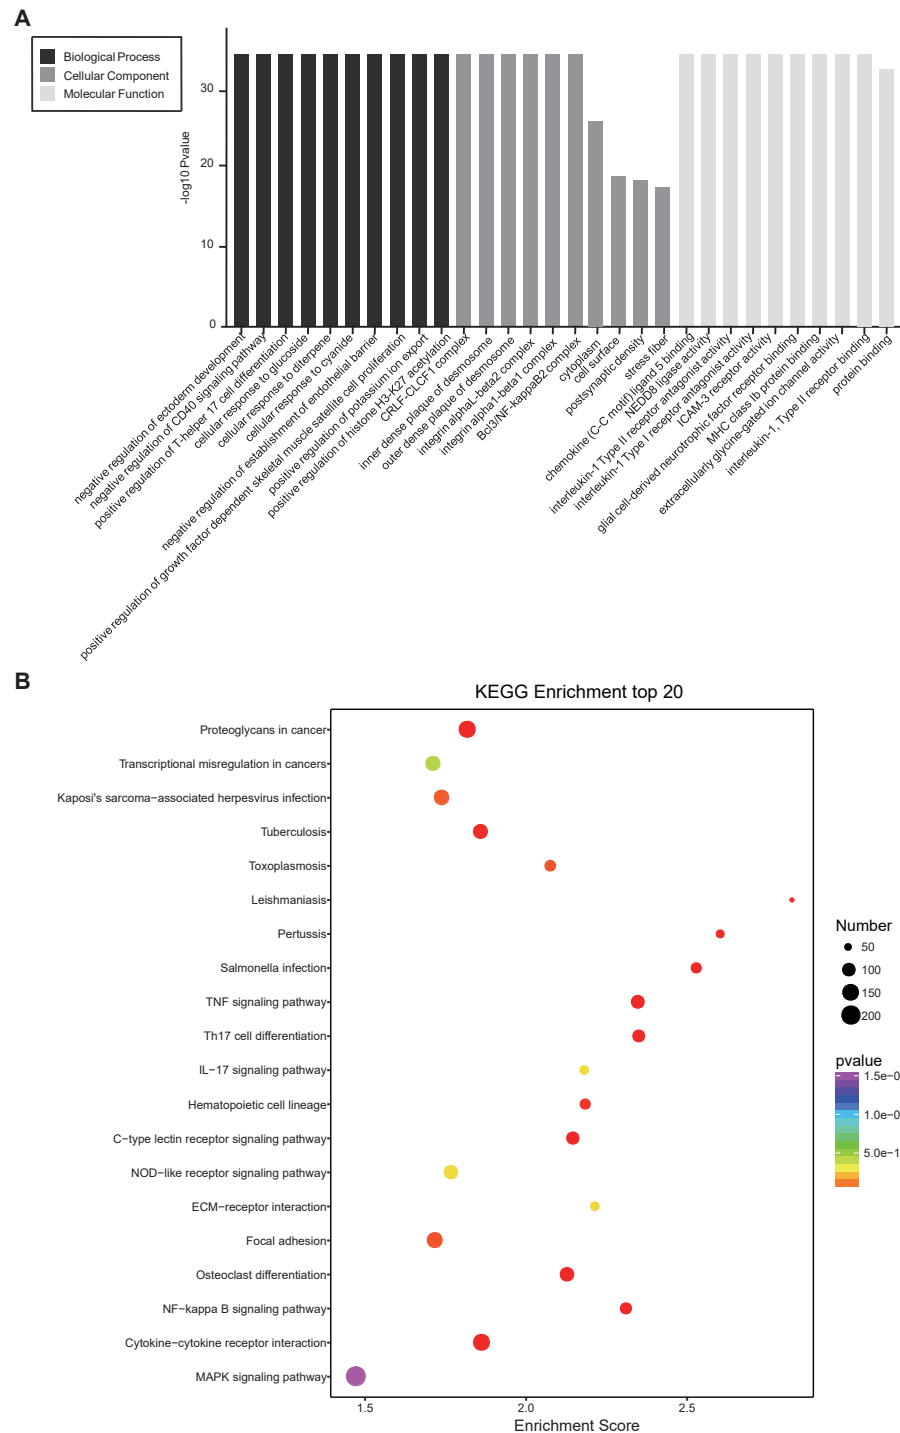 A
Biological Process
Cellular Component
Molecular Function
-log10 Pvalue
30
20
10
0
negative regulation of ectoderm development
negative regulation of CD40 signaling pathway
positive regulation of T-helper 17 cell differentiation
cellular response to glucoside
cellular response to diterpene
cellular response to cyanide
negative regulation of establishment of endothelial barrier
positive regulation of growth factor dependent skeletal muscle satellite cell proliferation
positive regulation of potassium ion export
positive regulation of histone H3-K27 acetylation
CRLF-CLCF1 complex
inner dense plaque of desmosome
outer dense plaque of desmosome
integrin alphaL-beta2 complex
integrin alpha1-beta1 complex
Bcl3/NF-kappaB2 complex
cytoplasm
cell surface
postsynaptic density
stress fiber
chemokine (C-C motif) ligand 5 binding
NEDD8 ligase activity
interleukin-1 Type II receptor antagonist activity
interleukin-1 Type I receptor antagonist activity
ICAM-3 receptor activity
glial cell-derived neurotrophic factor receptor binding
MHC class Ib protein binding
extracellularly glycine-gated ion channel activity
interleukin-1, Type II receptor binding
protein binding
B
KEGG Enrichment top 20
Proteoglycans in cancer
Transcriptional misregulation in cancers
Kaposi's sarcoma−associated herpesvirus infection
Tuberculosis
Toxoplasmosis
Leishmaniasis
Pertussis
Salmonella infection
TNF signaling pathway
Th17 cell differentiation
IL−17 signaling pathway
Hematopoietic cell lineage
C−type lectin receptor signaling pathway
NOD−like receptor signaling pathway
ECM−receptor interaction
Focal adhesion
Osteoclast differentiation
NF−kappa B signaling pathway
Cytokine−cytokine receptor interaction
MAPK signaling pathway
1.5
2.0
2.5
Enrichment Score
Number
50
100
150
200
pvalue
1.5e−0
1.0e−0
5.0e−1